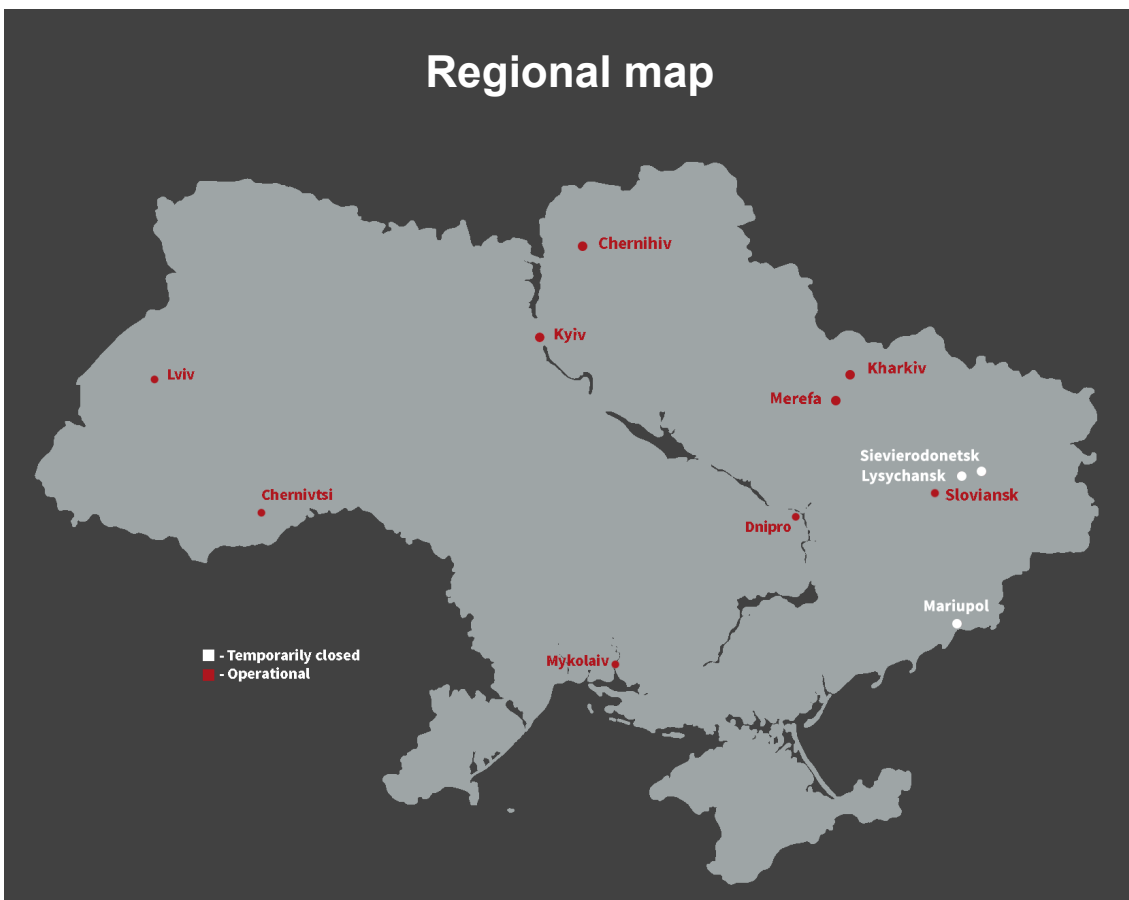 Regional map
Chernihiv
Kyiv
Kharkiv
Lviv
Merefa
Sievierodonetsk
Lysychansk
Chernivtsi
Sloviansk
Dnipro
Mariupol
- Temporarily closed
Mykolaiv
- Operational